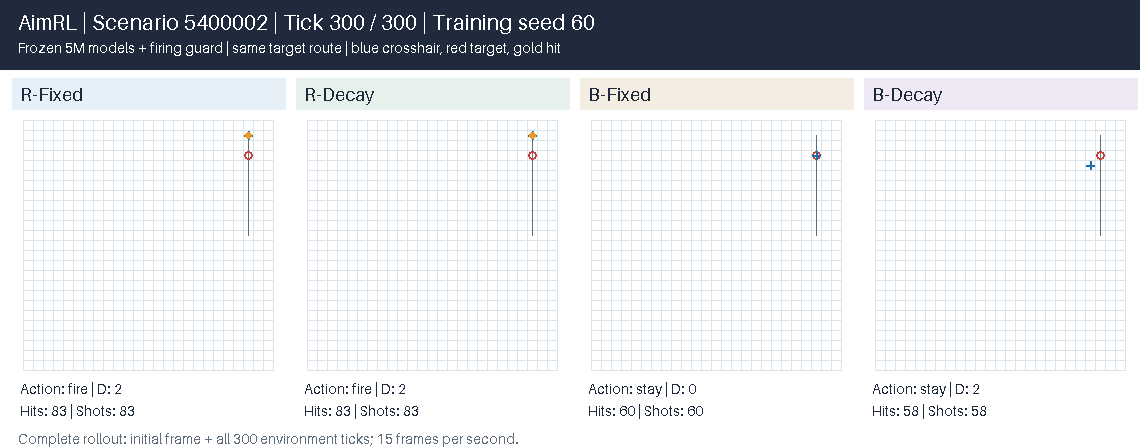 AimRL | Scenario 5400002 | Tick 300 / 300 | Training seed 60
Frozen 5M models + firing guard | same target route | blue crosshair, red target, gold hit
R-Fixed
R-Decay
B-Fixed
B-Decay
Action: fire | D: 2
Hits: 83 | Shots: 83
Action: fire | D: 2
Hits: 83 | Shots: 83
Action: stay | D: 0
Hits: 60 | Shots: 60
Action: stay | D: 2
Hits: 58 | Shots: 58
Complete rollout: initial frame + all 300 environment ticks; 15 frames per second.